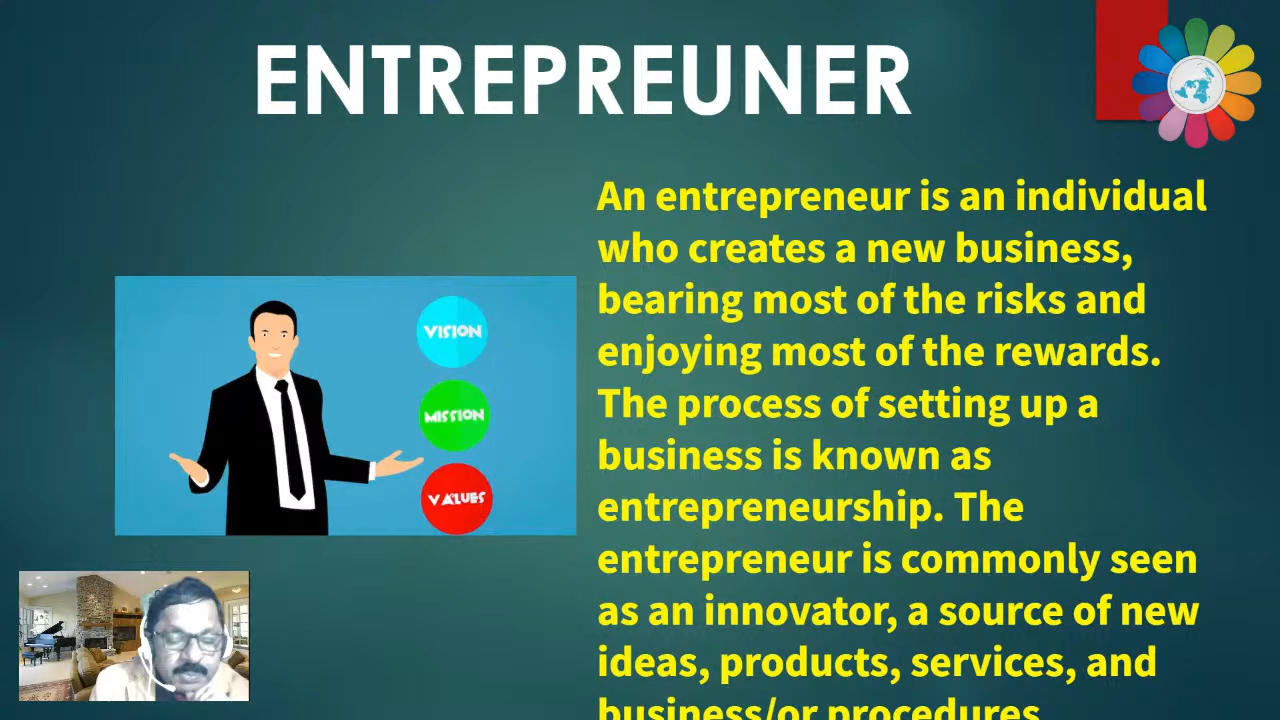 ENTREPREUNER
An entrepreneur is an individual
who creates a new business,
bearing most of the risks and
enjoying most of the rewards.
The process of setting up a
business is known as
entrepreneurship. The
entrepreneur is commonly seen
as an innovator, a source of new
ideas, products, services, and
business/or procedures
VISION
MISSION
VALUES